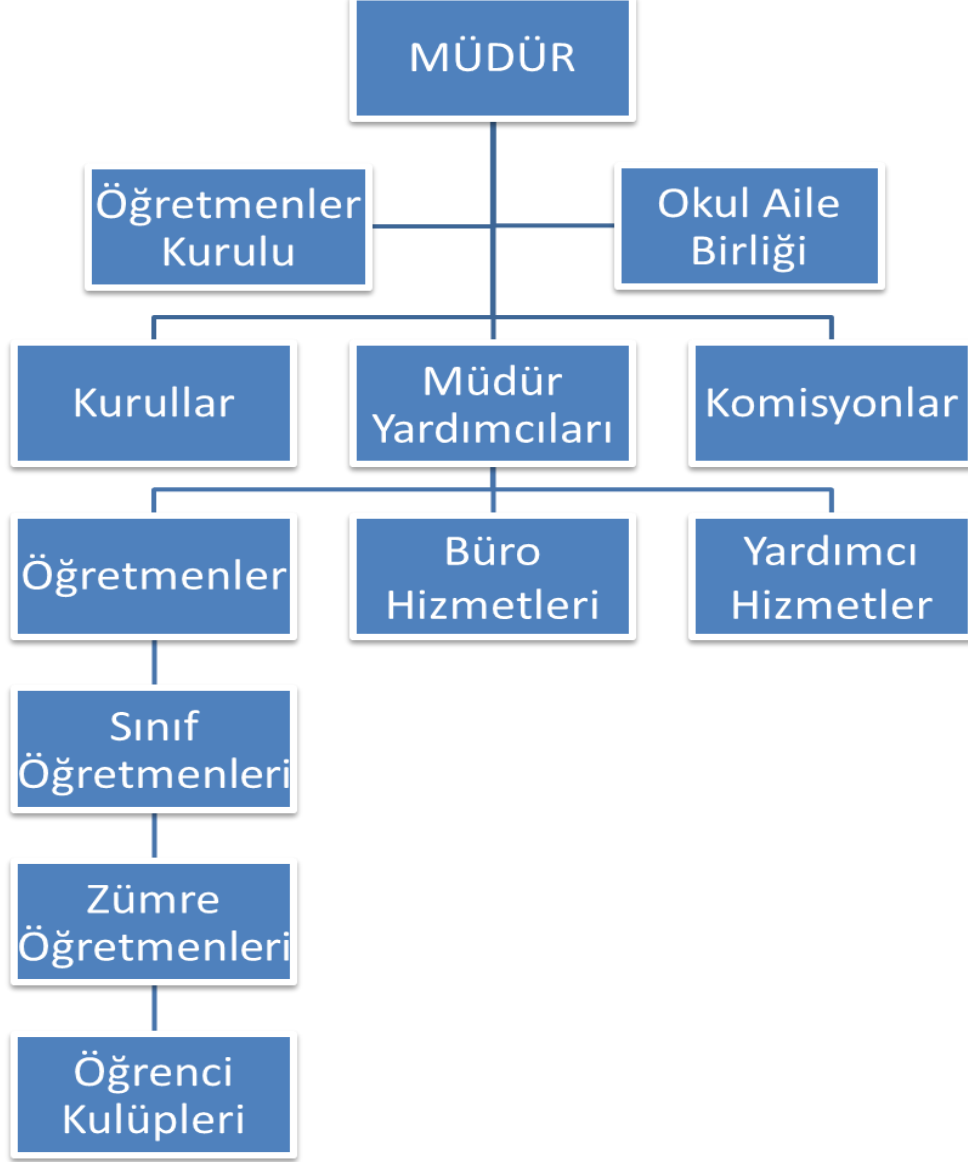 MÜDÜR
Öğretmenler
Kurulu
Okul Aile
Birliği
Kurullar
Müdür
Yardımcıları
Komisyonlar
Öğretmenler
Büro
Hizmetleri
Yardımcı
Hizmetler
Sınıf
Öğretmenleri
Zümre
Öğretmenleri
Öğrenci
Kulüpleri